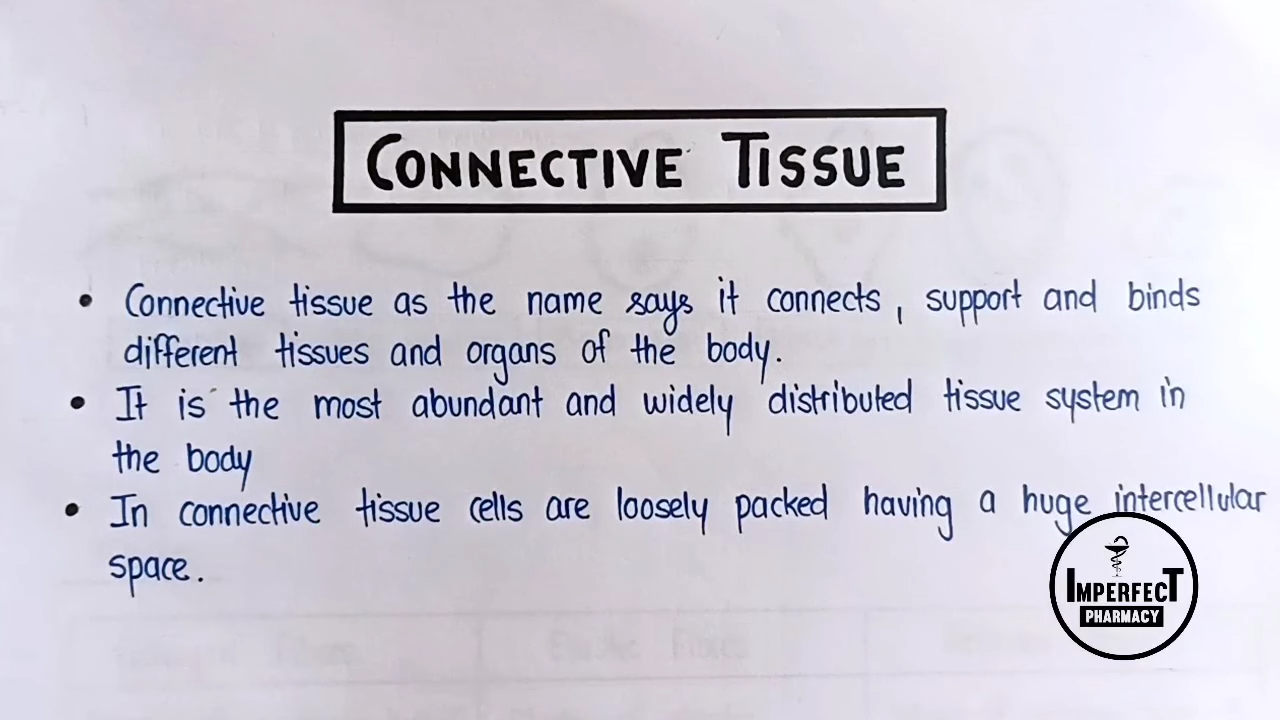 CONNECTIVE TISSUE
• Connective tissue as the name says it connects, support and binds
different tissues and organs of the body.
• It is the most abundant and widely distributed tissue system in
the body
• In connective tissue cells are loosely packed having a huge intercellular
space.
IMPERFECT
PHARMACY